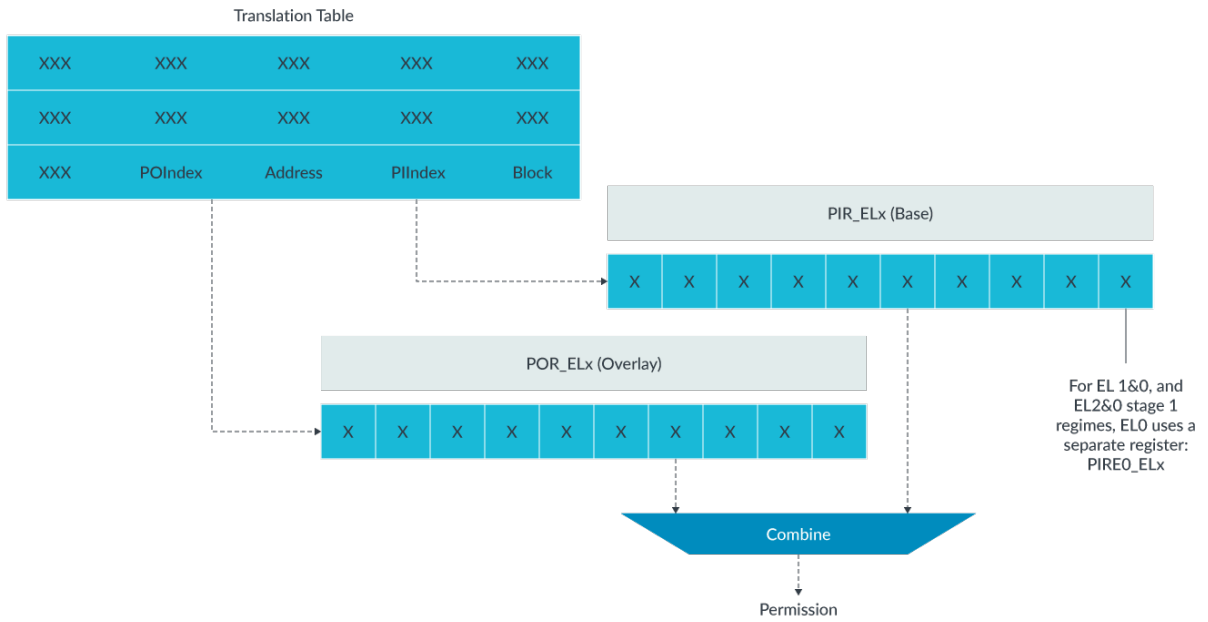 Translation Table
XXX XXX XXX XXX XXX
XXX XXX XXX XXX XXX
XXX POIndex Address PIIndex Block
PIR_ELx (Base)
X X X X X X X X X X
POR_ELx (Overlay)
X X X X X X X X X X
For EL 1&0, and
EL2&0 stage 1
regimes, EL0 uses a
separate register:
PIRE0_ELx
Combine
Permission